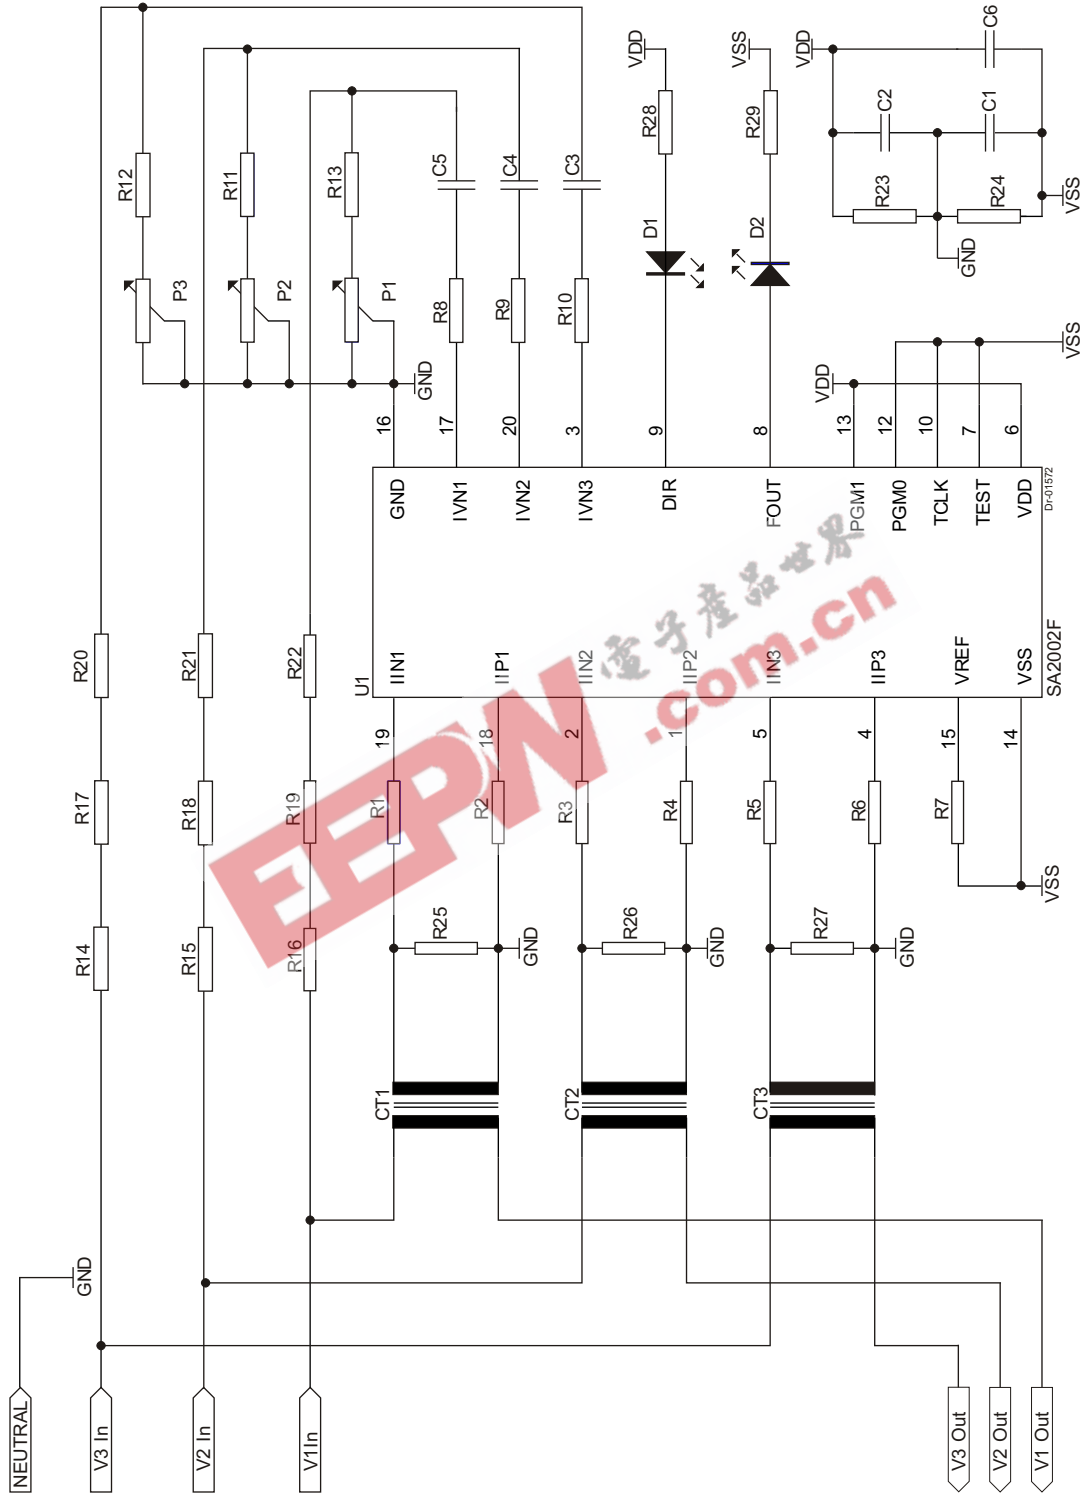 VDD
VSS
VDD
C6
R28
R29
C2
C1
R12
R11
R13
C5
C4
C3
R23
R24
VSS
D1
D2
GND
P3
P2
P1
R8
R9
R10
VSS
GND
VDD
16
17
20
3
9
8
13
12
10
7
6
GND
IVN1
IVN2
IVN3
DIR
FOUT
PGM1
PGM0
TCLK
TEST
VDD
Dr-01572
電子產品世界
.com.cn
EEPW
R20
R21
R22
U1
IIN1
IIP1
IIN2
IIP2
IIN3
IIP3
VREF
VSS
SA2002F
19
18
2
1
5
4
15
14
R17
R18
R19
R1
R2
R3
R4
R5
R6
R7
VSS
R14
R15
R16
R25
GND
R26
GND
R27
GND
CT1
CT2
CT3
GND
NEUTRAL
V3 In
V2 In
V1In
V3 Out
V2 Out
V1 Out